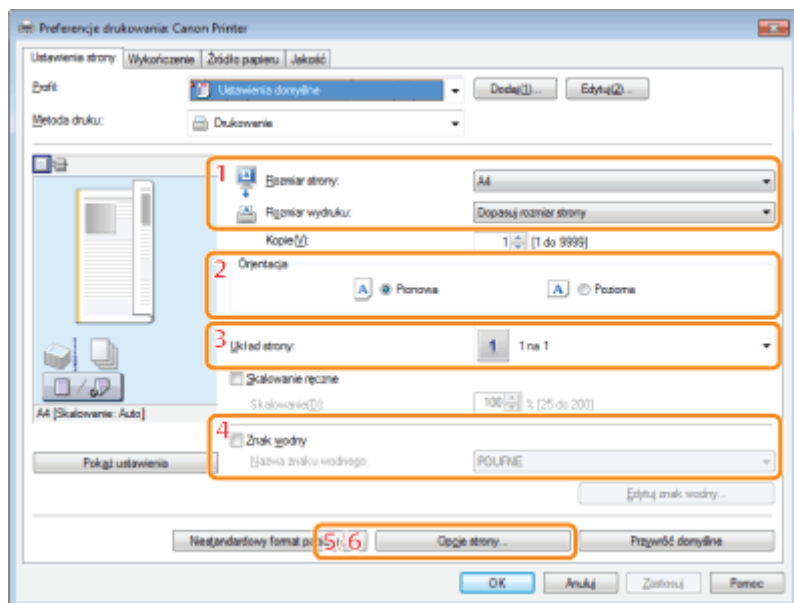 Preferencje drukowania: Canon Printer
Ustawienia strony Wykończenie Źródło papieru Jakość
Profil: Ustawienia domyślne Dodaj(1)... Edytuj(2)...
Metoda druku: Drukowanie
1 Rozmiar strony: A4
Rozmiar wydruku: Dopasuj rozmiar strony
Kopie(V): 1 [1 do 9999]
2 Orientacja
A Pionowa A Pozioma
3 Układ strony: 1 1 na 1
Skalowanie ręczne
Skalowanie(D): 100 % [25 do 200]
A4 [Skalowanie: Auto]
4 Znak wodny
Nazwa znaku wodnego: POUFNE
Pokaż ustawienia
Edytuj znak wodny...
Niestandardowy format 5 6 Opcje strony... Przywróć domyślne
OK Anuluj Zastosuj Pomoc